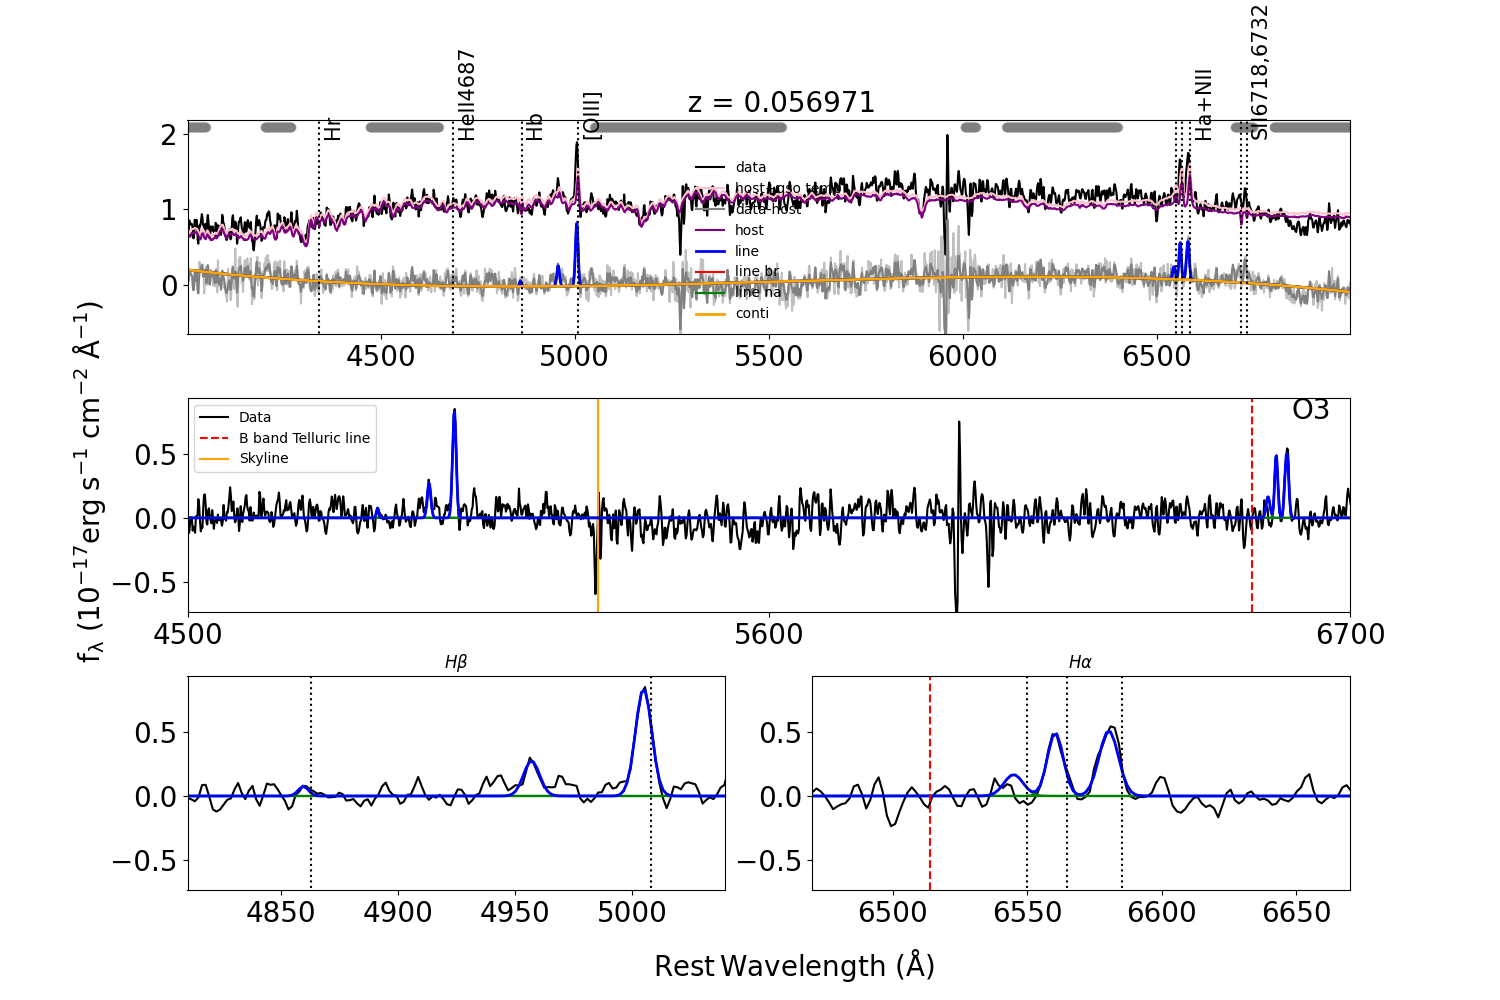 z = 0.056971
Hr
HeII4687
Hb
[OIII]
Ha+NII
SII6718,6732
2
1
0
data
host+qso temp
data-host
host
line
line br
line na
conti
4500
5000
5500
6000
6500
fλ (10⁻¹⁷erg s⁻¹ cm⁻² Å⁻¹)
O3
Data
B band Telluric line
Skyline
0.5
0.0
−0.5
4500
5600
6700
Hβ
0.5
0.0
−0.5
4850
4900
4950
5000
Hα
0.5
0.0
−0.5
6500
6550
6600
6650
Rest Wavelength (Å)